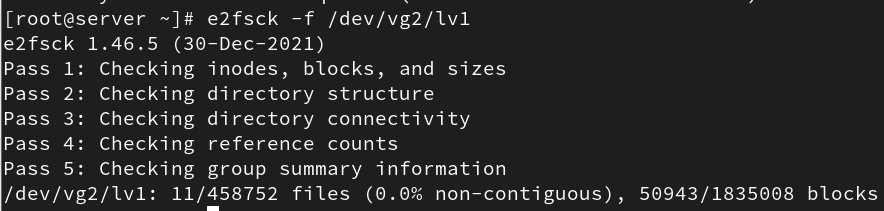 [root@server ~]# e2fsck -f /dev/vg2/lv1
e2fsck 1.46.5 (30-Dec-2021)
Pass 1: Checking inodes, blocks, and sizes
Pass 2: Checking directory structure
Pass 3: Checking directory connectivity
Pass 4: Checking reference counts
Pass 5: Checking group summary information
/dev/vg2/lv1: 11/458752 files (0.0% non-contiguous), 50943/1835008 blocks